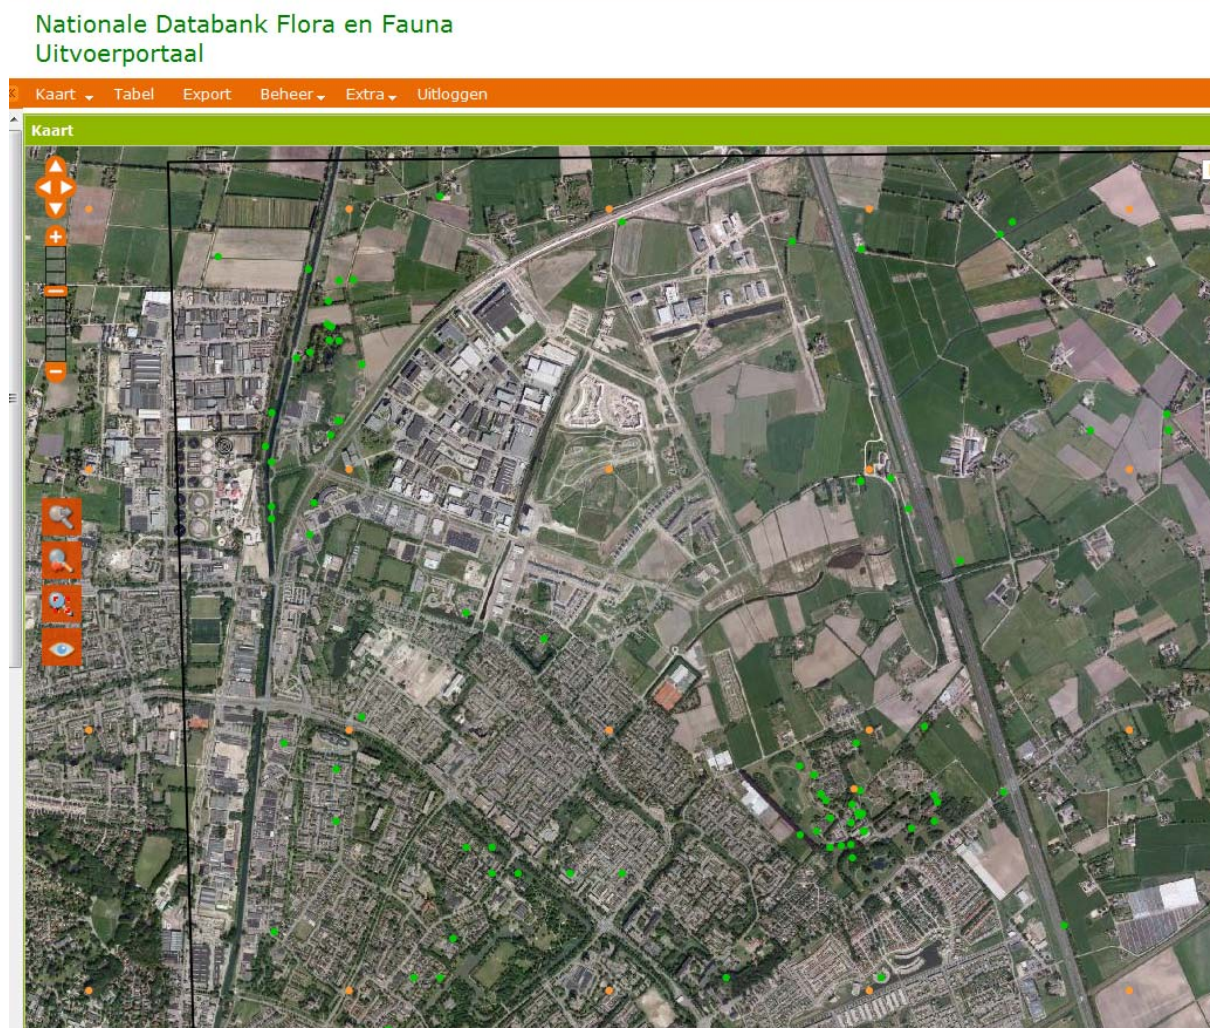 Nationale Databank Flora en Fauna
Uitvoerportaal
Kaart Tabel Export Beheer Extra Uitloggen
Kaart